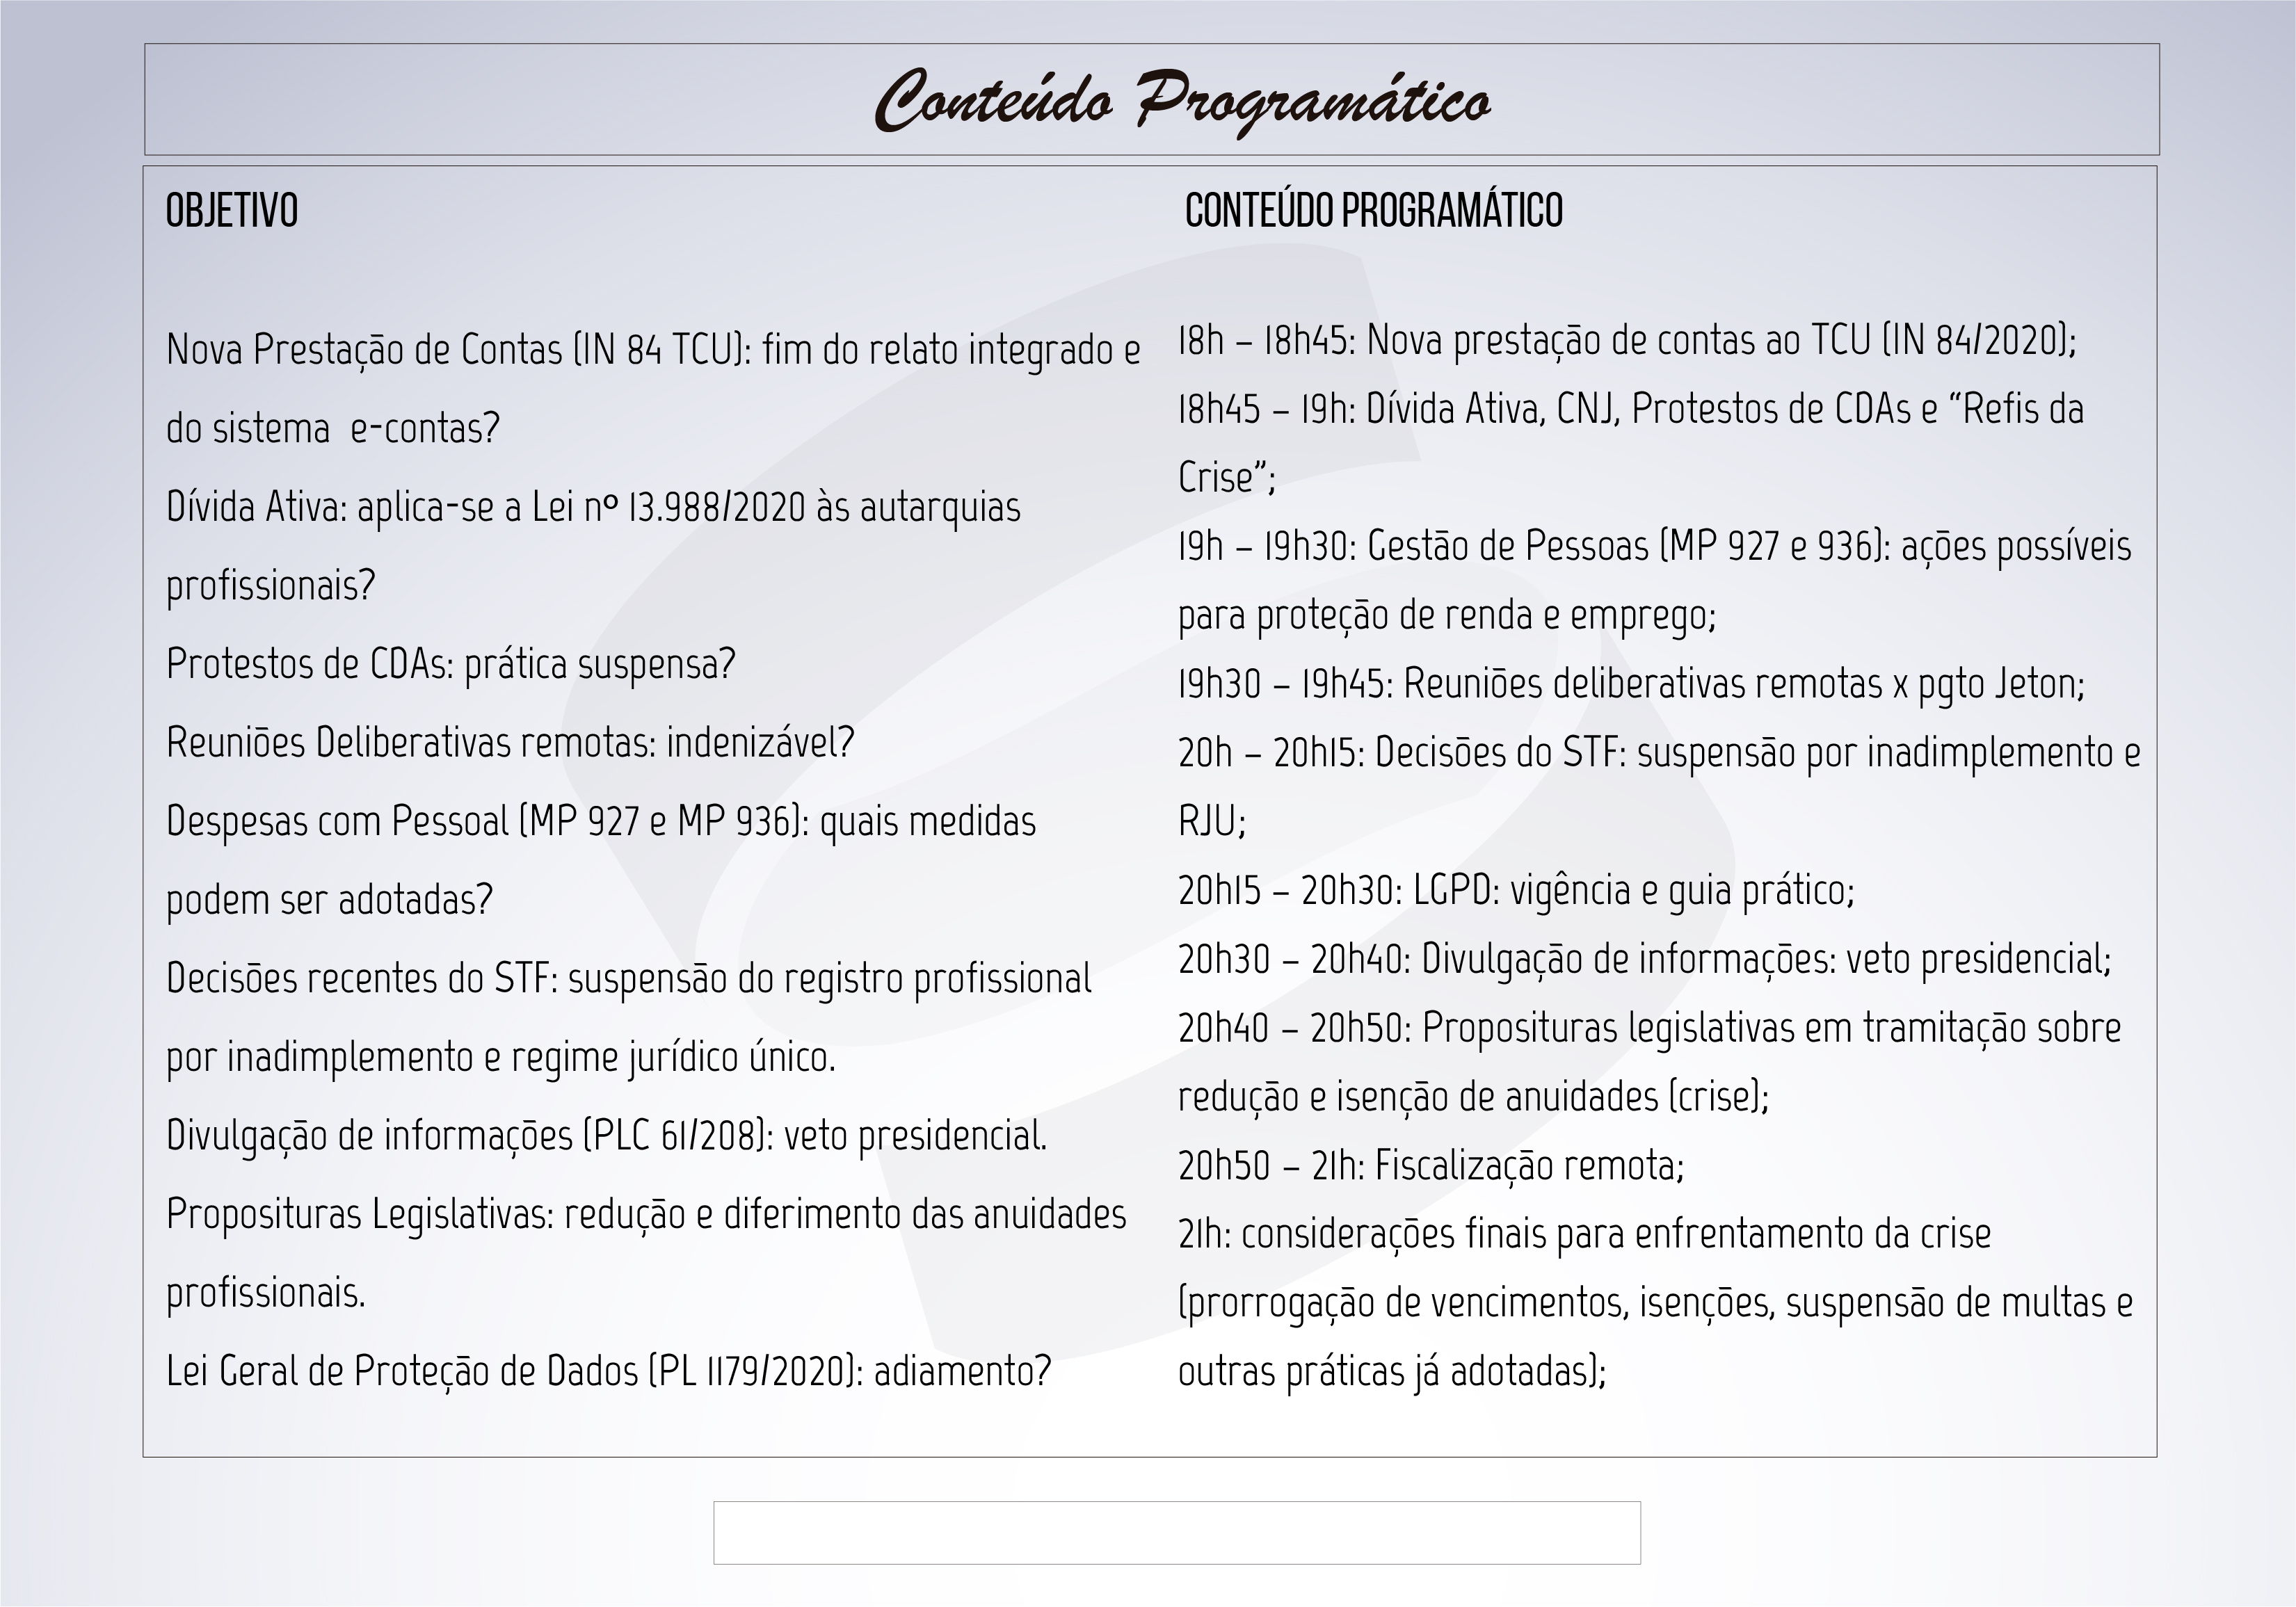 Conteúdo Programático
OBJETIVO
Nova Prestação de Contas (IN 84 TCU): fim do relato integrado e
do sistema  e-contas?
Dívida Ativa: aplica-se a Lei nº 13.988/2020 às autarquias
profissionais?
Protestos de CDAs: prática suspensa?
Reuniões Deliberativas remotas: indenizável?
Despesas com Pessoal (MP 927 e MP 936): quais medidas
podem ser adotadas?
Decisões recentes do STF: suspensão do registro profissional
por inadimplemento e regime jurídico único.
Divulgação de informações (PLC 61/208): veto presidencial.
Proposituras Legislativas: redução e diferimento das anuidades
profissionais.
Lei Geral de Proteção de Dados (PL 1179/2020): adiamento?
CONTEÚDO PROGRAMÁTICO
18h – 18h45: Nova prestação de contas ao TCU (IN 84/2020);
18h45 – 19h: Dívida Ativa, CNJ, Protestos de CDAs e “Refis da
Crise”;
19h – 19h30: Gestão de Pessoas (MP 927 e 936): ações possíveis
para proteção de renda e emprego;
19h30 – 19h45: Reuniões deliberativas remotas x pgto Jeton;
20h – 20h15: Decisões do STF: suspensão por inadimplemento e
RJU;
20h15 – 20h30: LGPD: vigência e guia prático;
20h30 – 20h40: Divulgação de informações: veto presidencial;
20h40 – 20h50: Proposituras legislativas em tramitação sobre
redução e isenção de anuidades (crise);
20h50 – 21h: Fiscalização remota;
21h: considerações finais para enfrentamento da crise
(prorrogação de vencimentos, isenções, suspensão de multas e
outras práticas já adotadas);